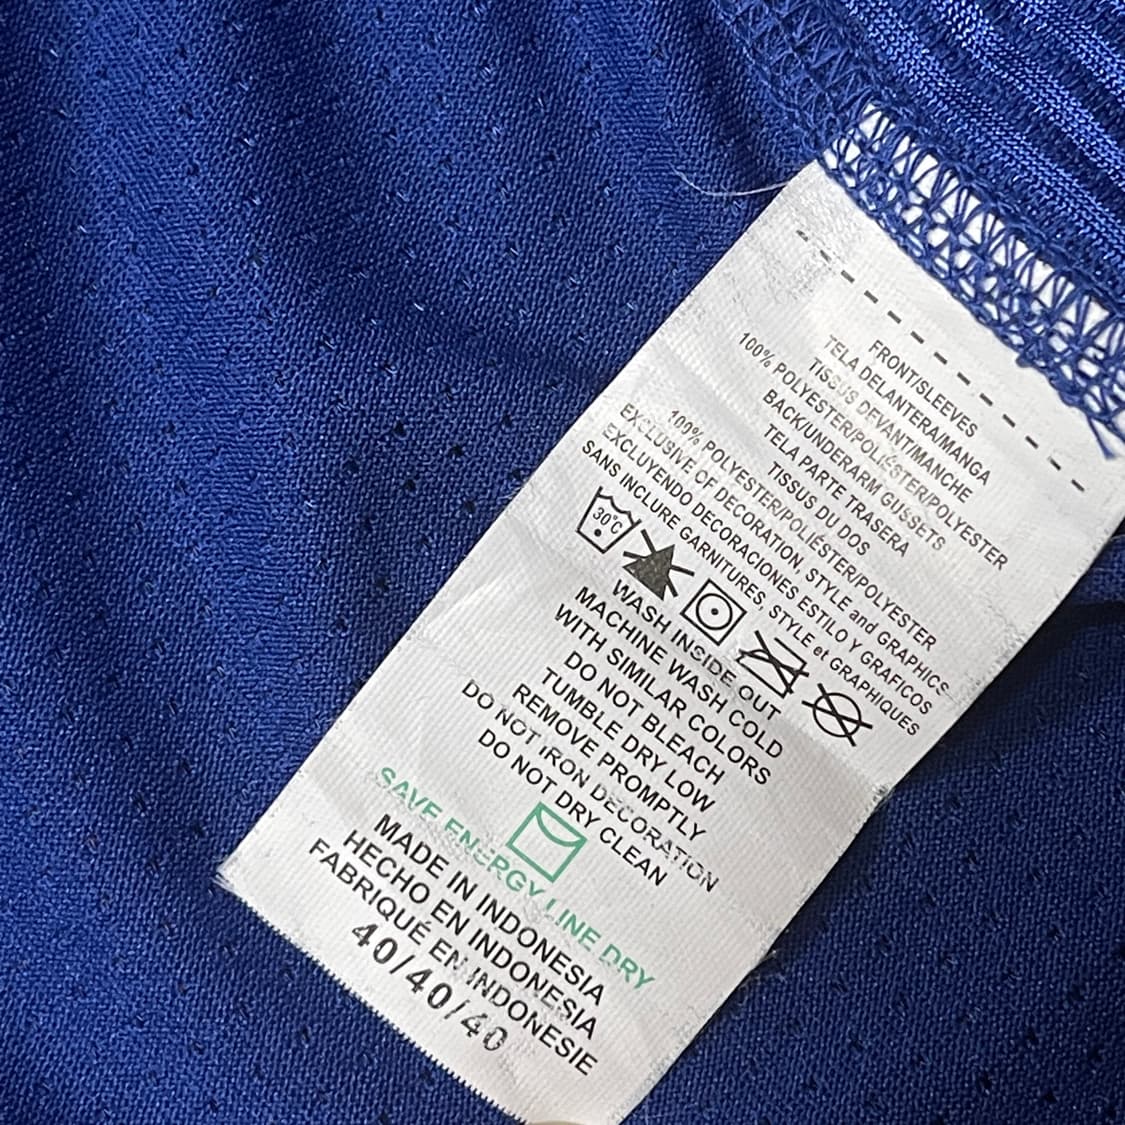 FRONT/SLEEVES
TELA DELANTERA/MANGA
TISSUS DEVANT/MANCHE
100% POLYESTER/POLIÉSTER/POLYESTER
BACK/UNDERARM GUSSETS
TELA PARTE TRASERA
TISSUS DU DOS
100% POLYESTER/POLIÉSTER/POLYESTER
EXCLUSIVE OF DECORATION, STYLE and GRAPHICS
EXCLUYENDO DECORACIONES ESTILO Y GRAFICOS
SANS INCLURE GARNITURES, STYLE et GRAPHIQUES
30°C
WASH INSIDE OUT
MACHINE WASH COLD
WITH SIMILAR COLORS
DO NOT BLEACH
TUMBLE DRY LOW
REMOVE PROMPTLY
DO NOT IRON DECORATION
DO NOT DRY CLEAN
SAVE ENERGY LINE DRY
MADE IN INDONESIA
HECHO EN INDONESIA
FABRIQUÉ EN INDONESIE
40/40/40